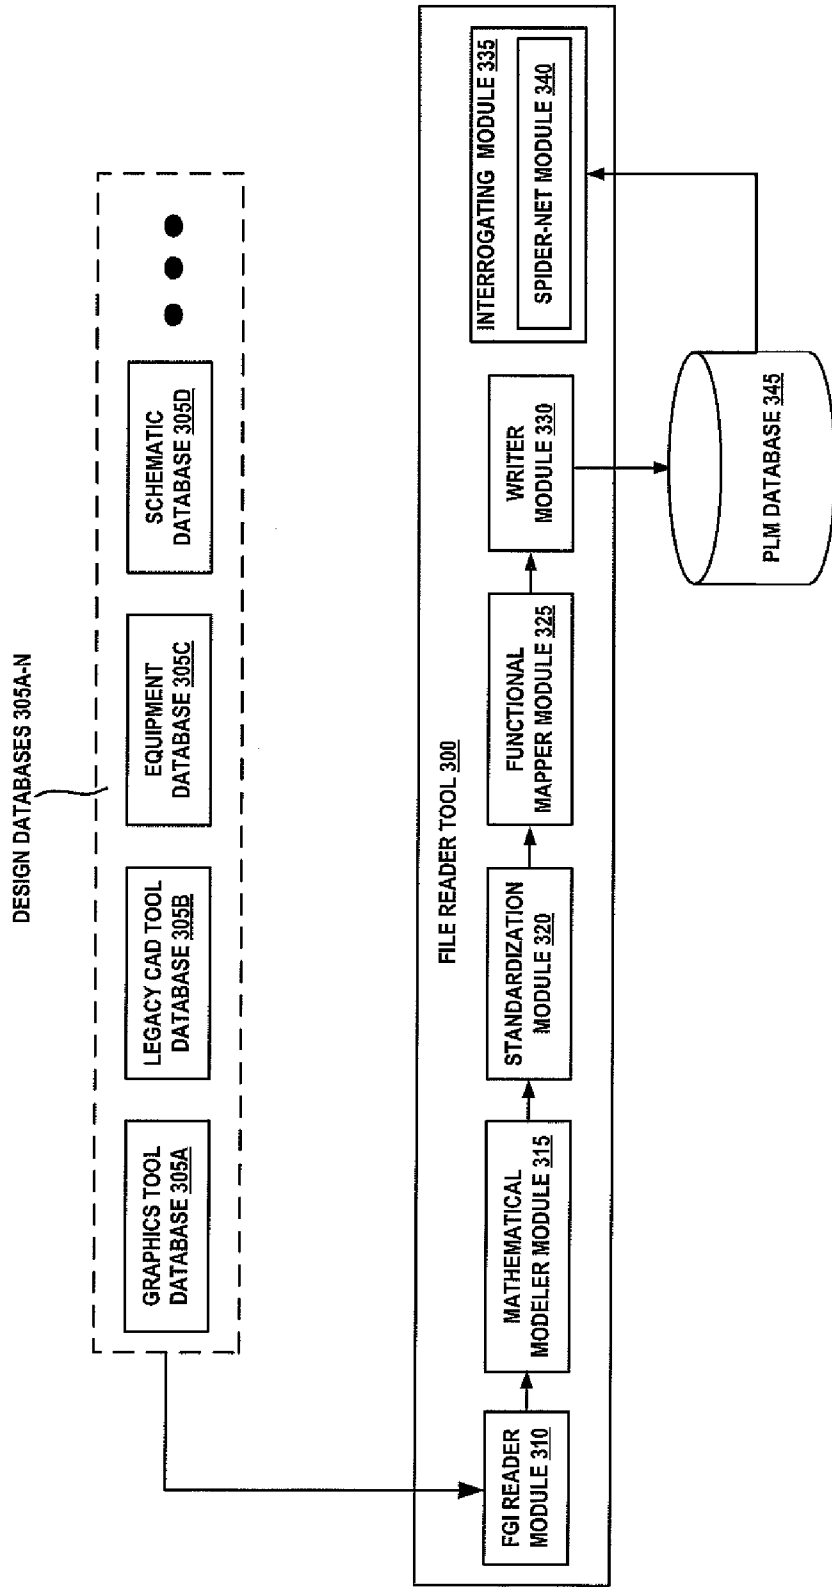 DESIGN DATABASES 305A-N
GRAPHICS TOOL
DATABASE 305A
LEGACY CAD TOOL
DATABASE 305B
EQUIPMENT
DATABASE 305C
SCHEMATIC
DATABASE 305D
FILE READER TOOL 300
FGI READER
MODULE 310
MATHEMATICAL
MODELER MODULE 315
STANDARDIZATION
MODULE 320
FUNCTIONAL
MAPPER MODULE 325
WRITER
MODULE 330
INTERROGATING MODULE 335
SPIDER-NET MODULE 340
PLM DATABASE 345